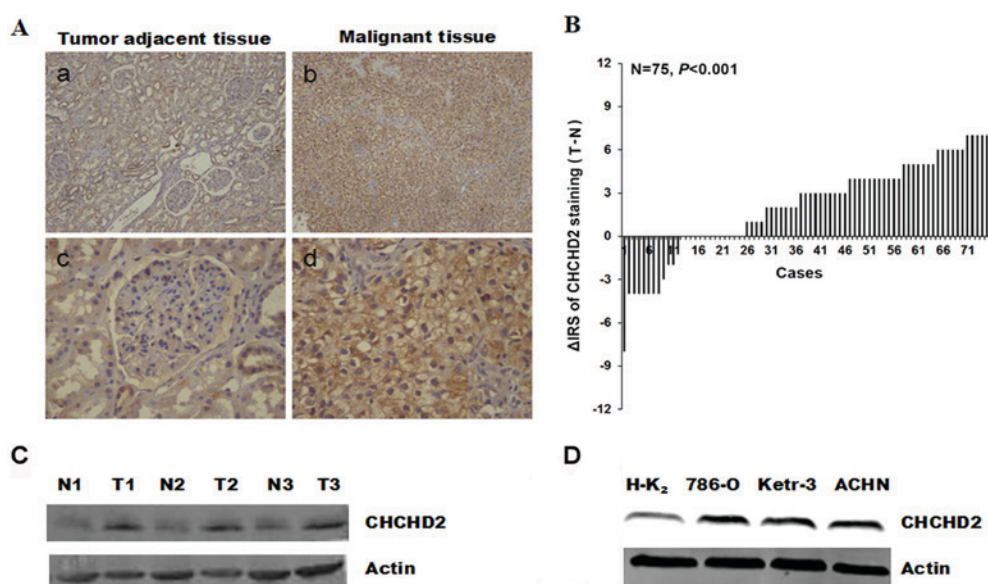 A
Tumor adjacent tissue
Malignant tissue
a
b
c
d
B
N=75, P<0.001
ΔIRS of CHCHD2 staining ( T-N )
12
9
6
3
0
-3
-6
-9
-12
1 6 11 16 21 26 31 36 41 46 51 56 61 66 71
Cases
C
N1 T1 N2 T2 N3 T3
CHCHD2
Actin
D
H-K₂ 786-O Ketr-3 ACHN
CHCHD2
Actin